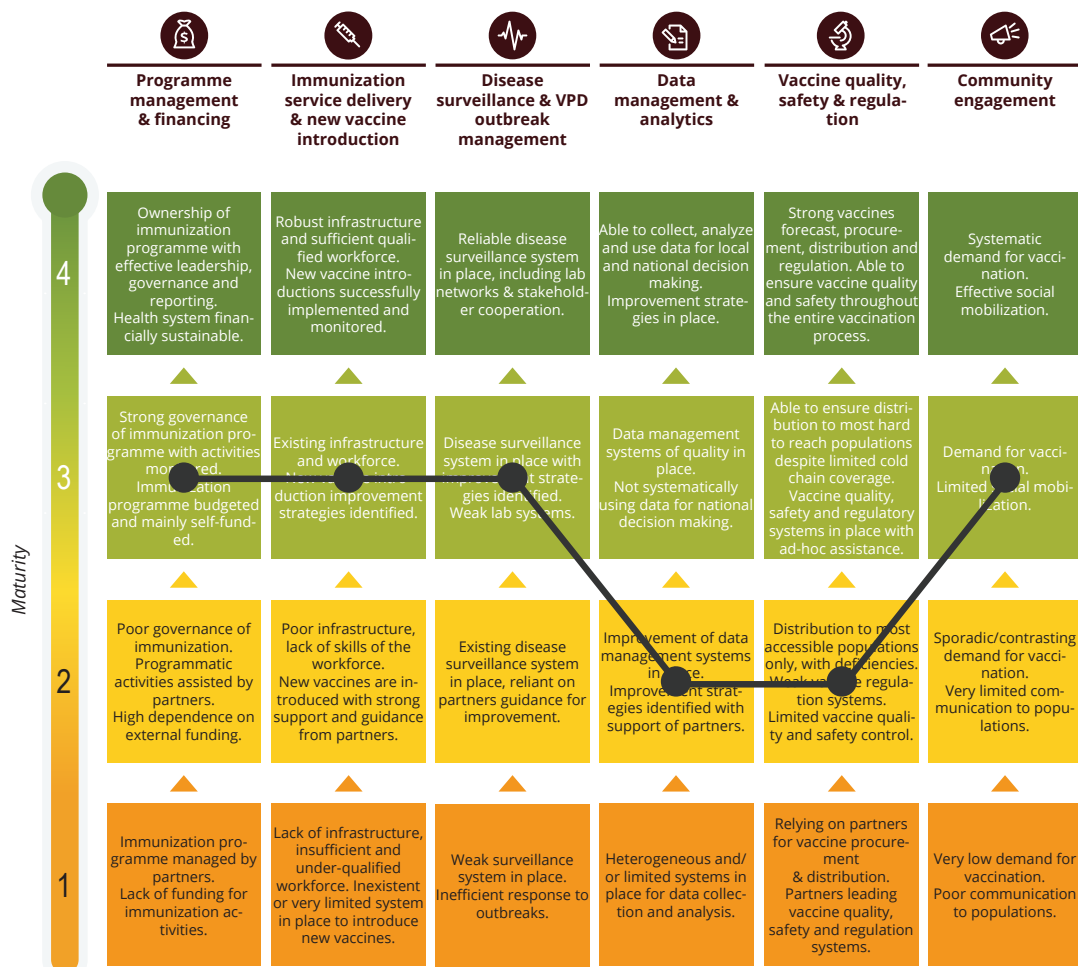 Programme
management
& financing
Immunization
service delivery
& new vaccine
introduction
Disease
surveillance & VPD
outbreak
management
Data
management &
analytics
Vaccine quality,
safety & regula-
tion
Community
engagement
Maturity
4
Ownership of
immunization
programme with
effective leadership,
governance and
reporting.
Health system finan-
cially sustainable.
Robust infrastructure
and sufficient quali-
fied workforce.
New vaccine intro-
ductions successfully
implemented and
monitored.
Reliable disease
surveillance system
in place, including lab
networks & stakehold-
er cooperation.
Able to collect, analyze
and use data for local
and national decision
making.
Improvement strate-
gies in place.
Strong vaccines
forecast, procure-
ment, distribution and
regulation. Able to
ensure vaccine quality
and safety throughout
the entire vaccination
process.
Systematic
demand for vacci-
nation.
Effective social
mobilization.
3
Strong governance
of immunization pro-
gramme with activities
monitored.
Immunization
programme budgeted
and mainly self-fund-
ed.
Existing infrastructure
and workforce.
New
duction improvement
strategies identified.
Disease surveillance
system in place with
improvement strate-
gies identified.
Weak lab systems.
Data management
systems of quality in
place.
Not systematically
using data for national
decision making.
Able to ensure distri-
bution to most hard
to reach populations
despite limited cold
chain coverage.
Vaccine quality,
safety and regulatory
systems in place with
ad-hoc assistance.
Demand for vacci-
nation.
Limited social mobi-
lization.
2
Poor governance of
immunization.
Programmatic
activities assisted by
partners.
High dependence on
external funding.
Poor infrastructure,
lack of skills of the
workforce.
New vaccines are
introduced with strong
support and guidance
from partners.
Existing disease
surveillance system
in place, reliant on
partners guidance for
improvement.
Improvement of data
management systems
in place.
Improvement strat-
egies identified with
support of partners.
Distribution to most
accessible populations
only, with deficiencies.
Weak vaccine regula-
tion systems.
Limited vaccine quali-
ty and safety control.
Sporadic/contrasting
demand for vacci-
nation.
Very limited com-
munication to popu-
lations.
1
Immunization pro-
gramme managed by
partners.
Lack of funding for
immunization ac-
tivities.
Lack of infrastructure,
insufficient and
under-qualified
workforce. Inexistent
or very limited system
in place to introduce
new vaccines.
Weak surveillance
system in place.
Inefficient response to
outbreaks.
Heterogeneous and/
or limited systems in
place for data collec-
tion and analysis.
Relying on partners
for vaccine procure-
ment
& distribution.
Partners leading
vaccine quality,
safety and regulation
systems.
Very low demand for
vaccination.
Poor communication
to populations.